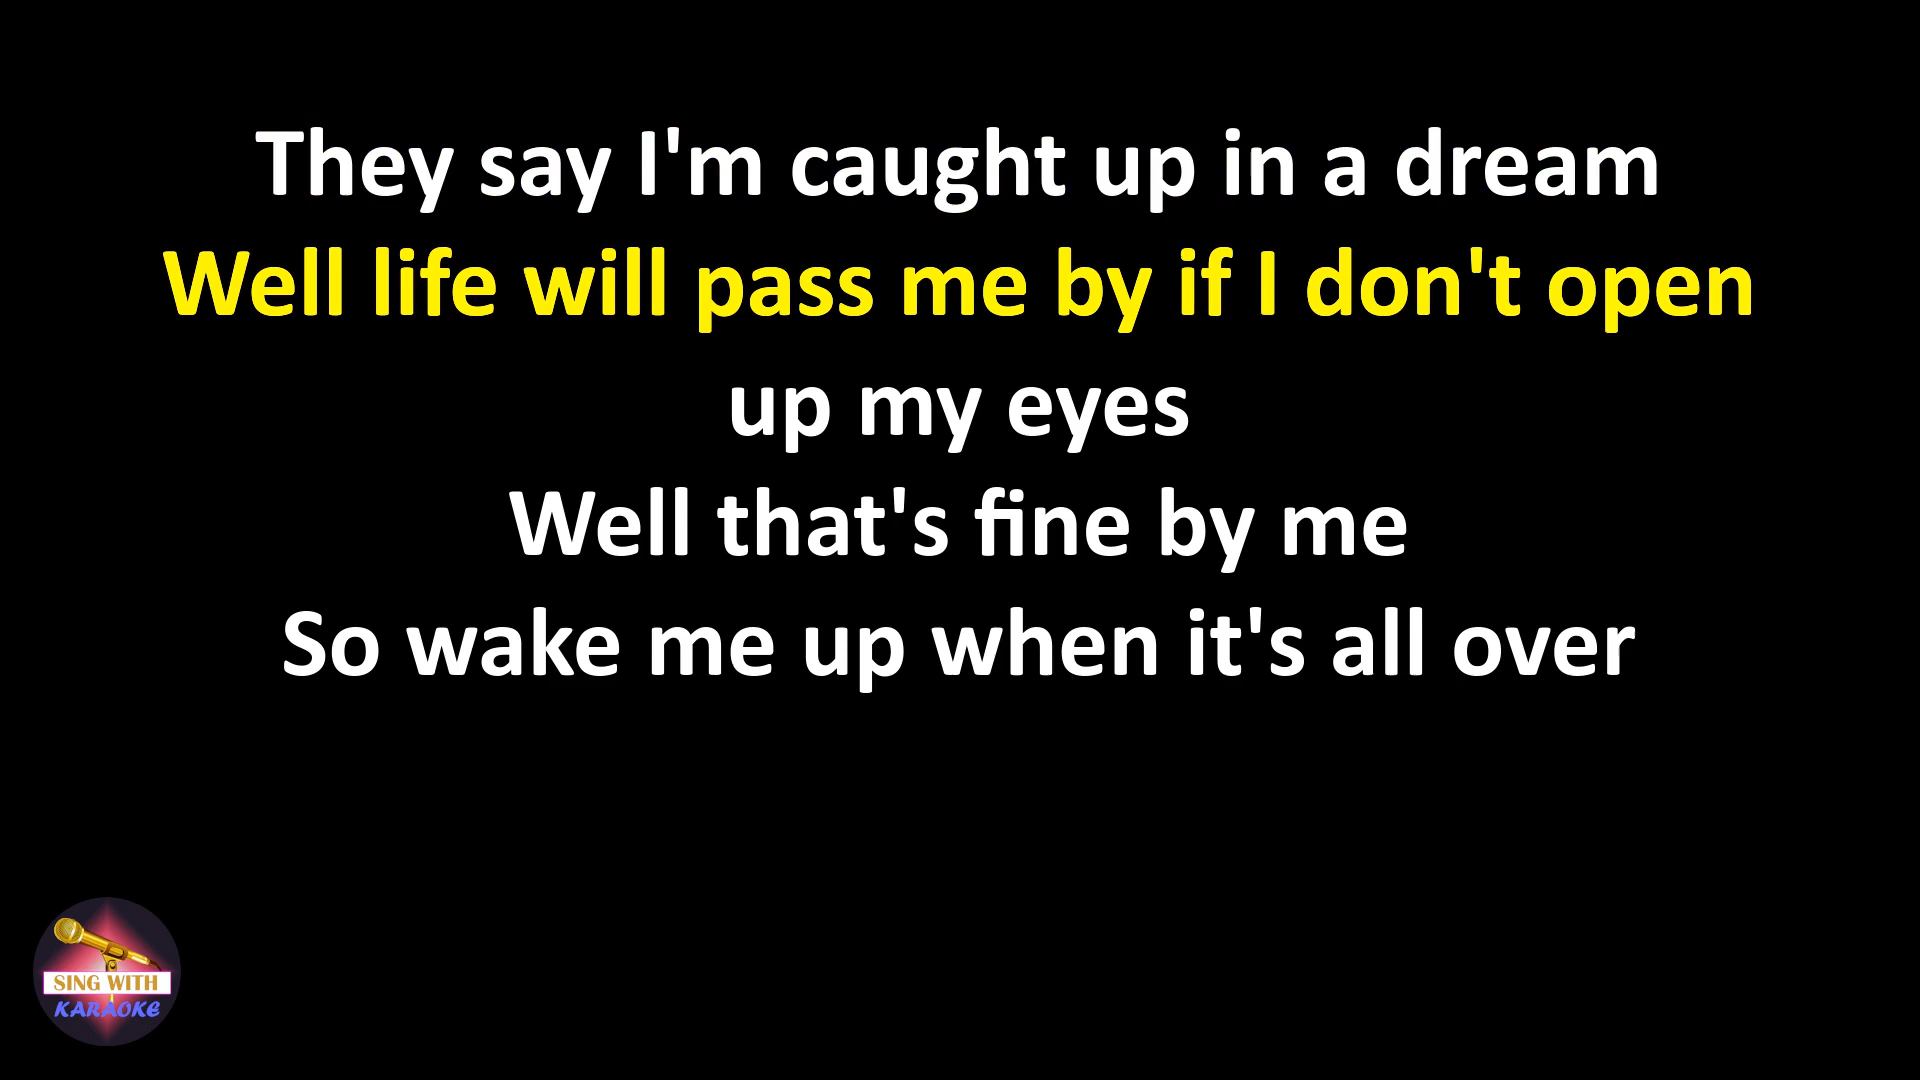 They say I'm caught up in a dream
Well life will pass me by if I don't open
up my eyes
Well that's fine by me
So wake me up when it's all over
SING WITH
KARAOKE